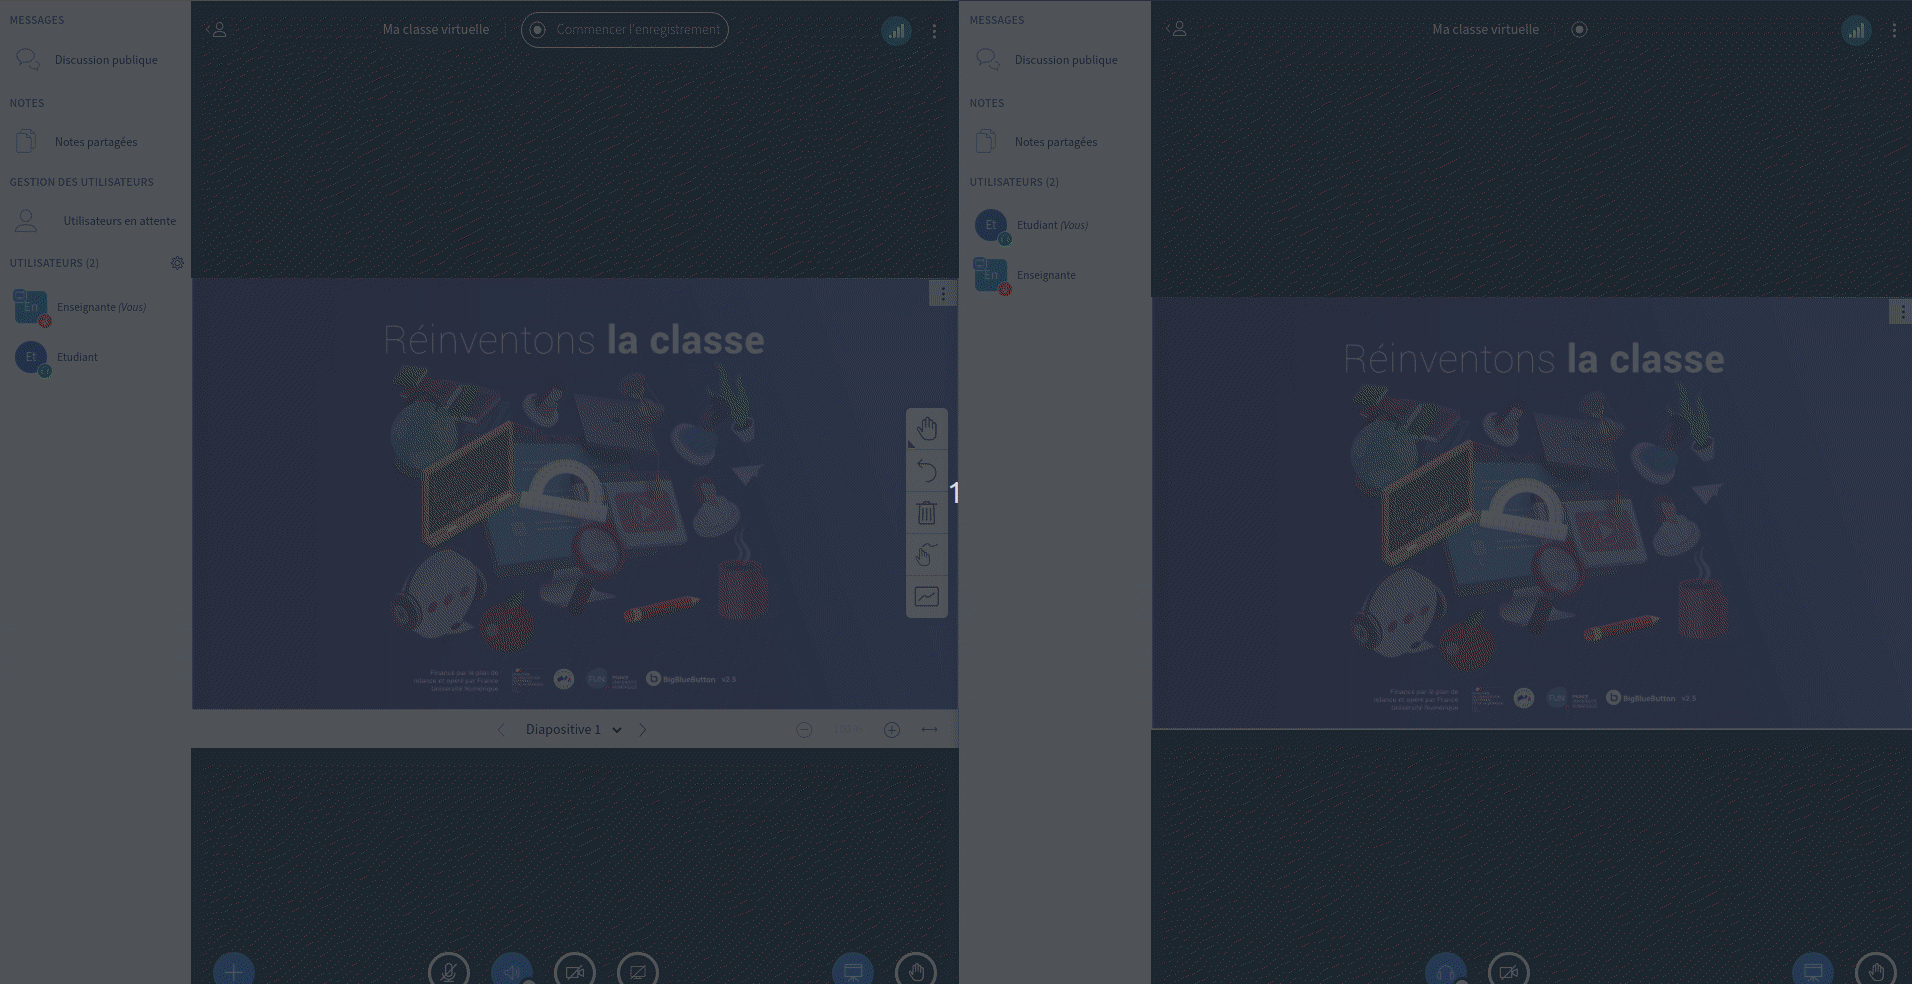 MESSAGES
Discussion publique
NOTES
Notes partagées
GESTION DES UTILISATEURS
Utilisateurs en attente
UTILISATEURS (2)
En
Enseignante (Vous)
Et
Etudiant
Ma classe virtuelle
Commencer l'enregistrement
Réinventons la classe
Financé par le plan de
relance et opéré par France
Université Numérique
FUN
BigBlueButton v2.5
Diapositive 1
100 %
1
MESSAGES
Discussion publique
NOTES
Notes partagées
UTILISATEURS (2)
Et
Etudiant (Vous)
En
Enseignante
Ma classe virtuelle
Réinventons la classe
Financé par le plan de
relance et opéré par France
Université Numérique
FUN
BigBlueButton v2.5